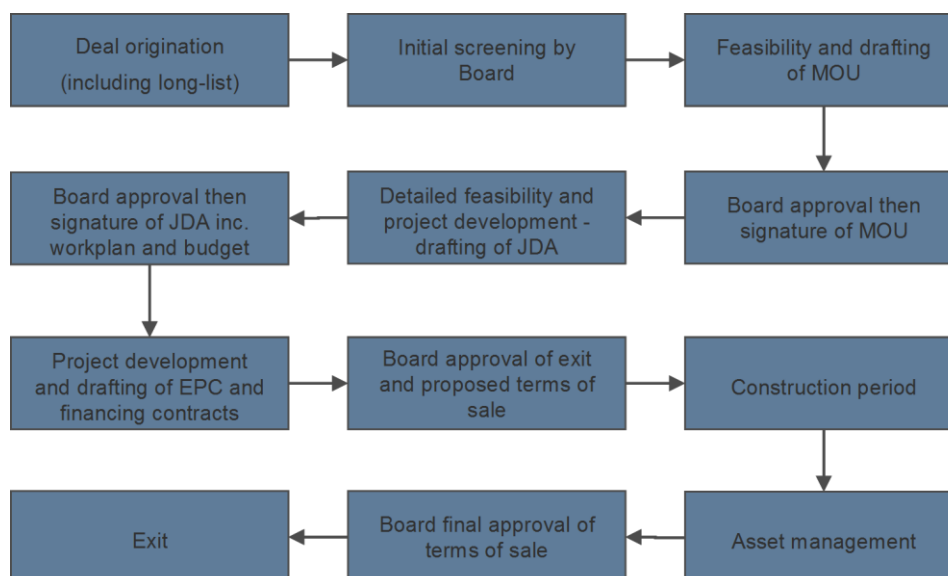 Deal origination
(including long-list)
Initial screening by
Board
Feasibility and drafting
of MOU
Board approval then
signature of JDA inc.
workplan and budget
Detailed feasibility and
project development -
drafting of JDA
Board approval then
signature of MOU
Project development
and drafting of EPC and
financing contracts
Board approval of exit
and proposed terms of
sale
Construction period
Exit
Board final approval of
terms of sale
Asset management